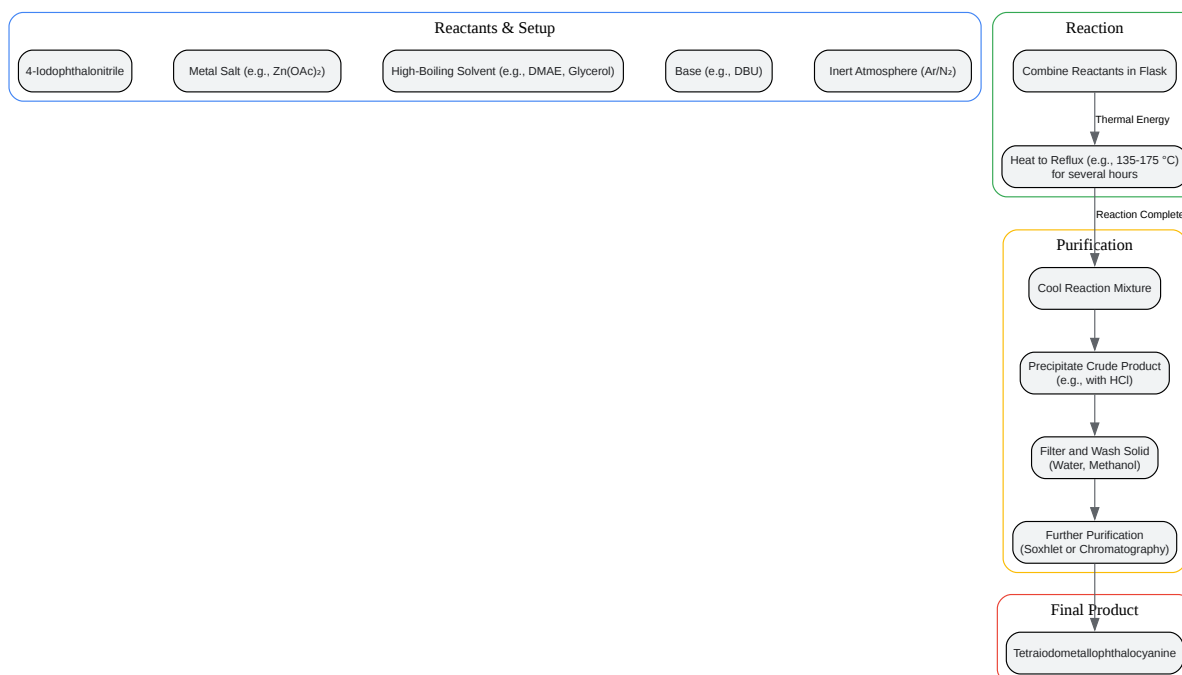 Reactants & Setup
4-Iodophthalonitrile
Metal Salt (e.g., Zn(OAc)₂)
High-Boiling Solvent (e.g., DMAE, Glycerol)
Base (e.g., DBU)
Inert Atmosphere (Ar/N₂)
Reaction
Combine Reactants in Flask
Thermal Energy
Heat to Reflux (e.g., 135-175 °C)
for several hours
Reaction Complete
Purification
Cool Reaction Mixture
Precipitate Crude Product
(e.g., with HCl)
Filter and Wash Solid
(Water, Methanol)
Further Purification
(Soxhlet or Chromatography)
Final Product
Tetraiodometallophthalocyanine